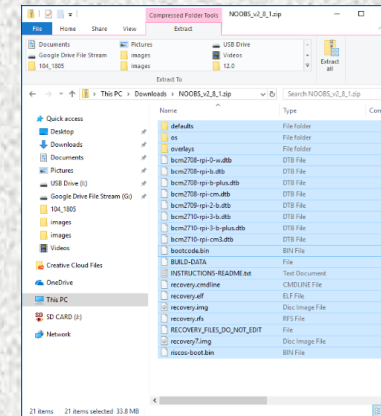 Compressed Folder Tools NOOBS_v2_8_1.zip
File Home Share View Extract
Documents Pictures USB Drive
Google Drive File Stream images Videos
104_1805 images 12.0
Extract all
Extract To
This PC > Downloads > NOOBS_v2_8_1.zip Search NOOBS_v2_8_1.zip
Name Type Com
Quick access
Desktop
Downloads
Documents
Pictures
USB Drive (I:)
Google Drive File Stream (G:)
104_1805
images
images
Videos
Creative Cloud Files
OneDrive
This PC
SD CARD (J:)
Network
defaults File folder
os File folder
overlays File folder
bcm2708-rpi-0-w.dtb DTB File
bcm2708-rpi-b.dtb DTB File
bcm2708-rpi-b-plus.dtb DTB File
bcm2708-rpi-cm.dtb DTB File
bcm2709-rpi-2-b.dtb DTB File
bcm2710-rpi-3-b.dtb DTB File
bcm2710-rpi-3-b-plus.dtb DTB File
bcm2710-rpi-cm3.dtb DTB File
bootcode.bin BIN File
BUILD-DATA File
INSTRUCTIONS-README.txt Text Document
recovery.cmdline CMDLINE File
recovery.elf ELF File
recovery.img Disc Image File
recovery.rfs RFS File
RECOVERY_FILES_DO_NOT_EDIT File
recovery7.img Disc Image File
riscos-boot.bin BIN File
21 items 21 items selected 33.8 MB